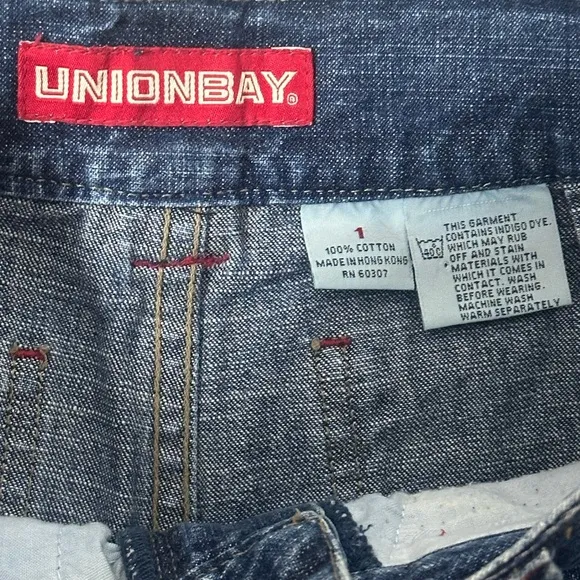 UNIONBAY®
1
100% COTTON
MADE IN HONG KONG
RN 60307
THIS GARMENT
CONTAINS INDIGO DYE.
WHICH MAY RUB
OFF AND STAIN
MATERIALS WITH
WHICH IT COMES IN
CONTACT. WASH
BEFORE WEARING.
MACHINE WASH
WARM SEPARATELY